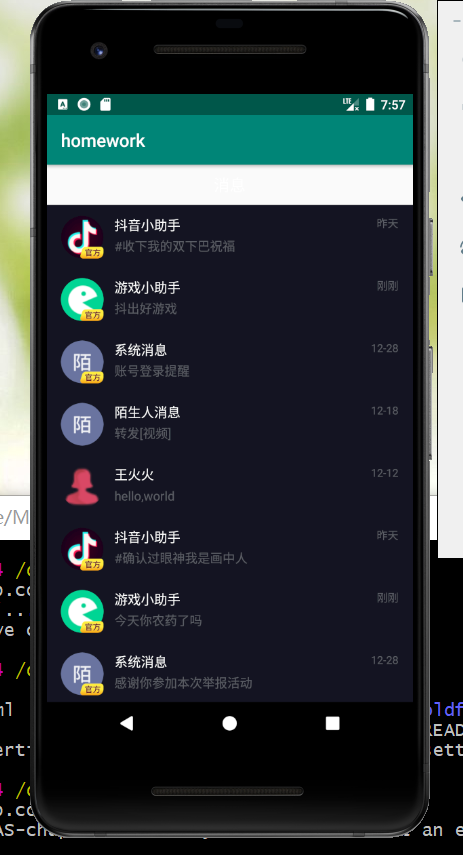 LTE 7:57
homework
消息
抖音小助手 昨天
#收下我的双下巴祝福
官方
游戏小助手 刚刚
抖出好游戏
陌 系统消息 12-28
账号登录提醒
官方
陌 陌生人消息 12-18
转发[视频]
王火火 12-12
hello,world
抖音小助手 昨天
#确认过眼神我是画中人
官方
游戏小助手 刚刚
今天你农药了吗
官方
陌 系统消息 12-28
感谢你参加本次举报活动
官方